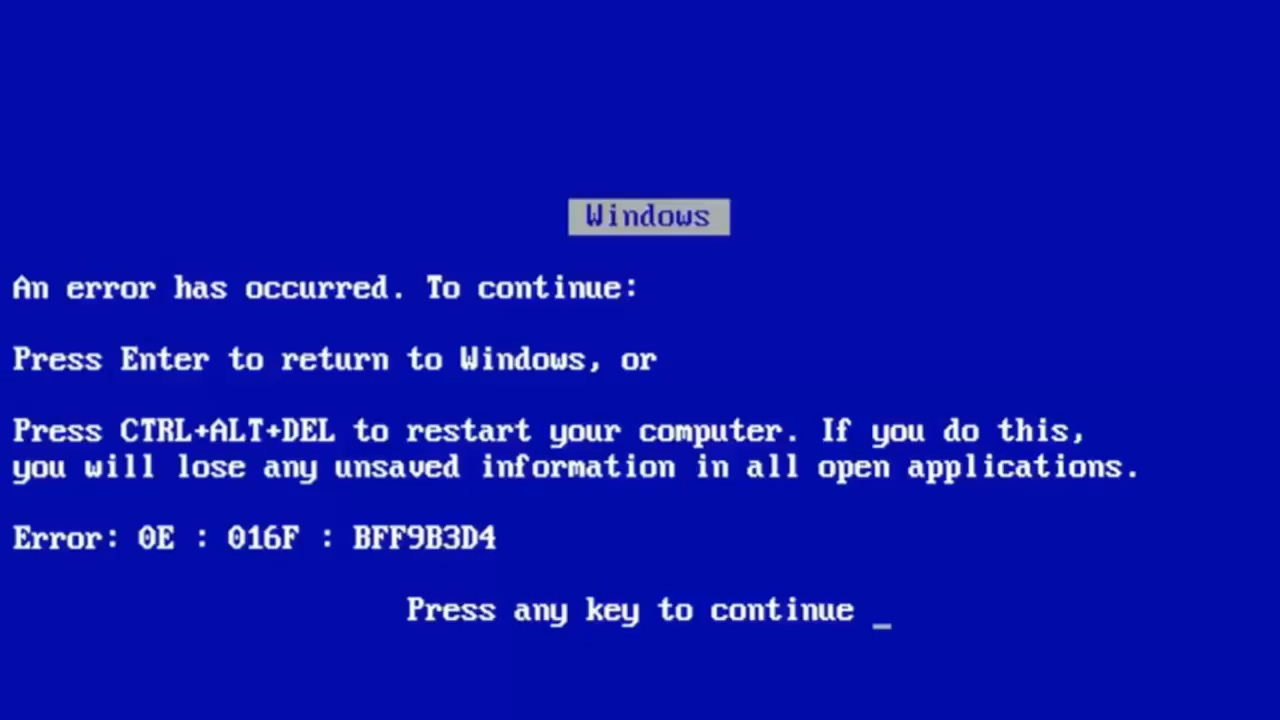 Windows
An error has occurred. To continue:
Press Enter to return to Windows, or
Press CTRL+ALT+DEL to restart your computer. If you do this,
you will lose any unsaved information in all open applications.
Error: 0E : 016F : BFF9B3D4
Press any key to continue _